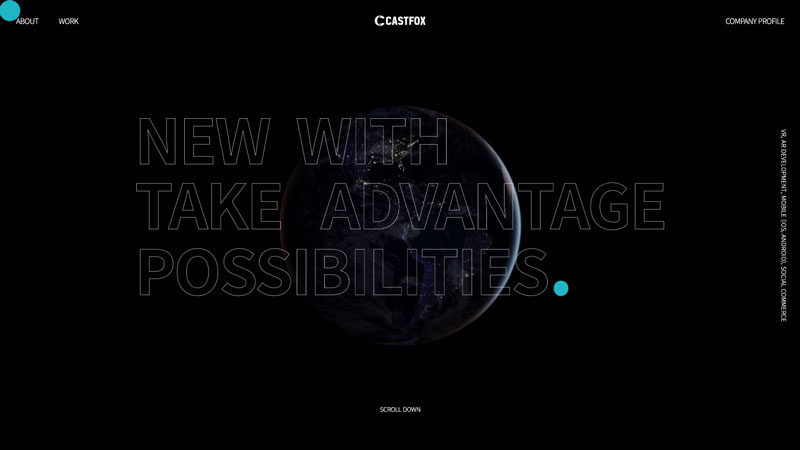 ABOUT WORK CASTFOX COMPANY PROFILE
NEW WITH
TAKE ADVANTAGE
POSSIBILITIES
VR, AR DEVELOPMENT, MOBILE (IOS, ANDROID), SOCIAL COMMERCE
SCROLL DOWN